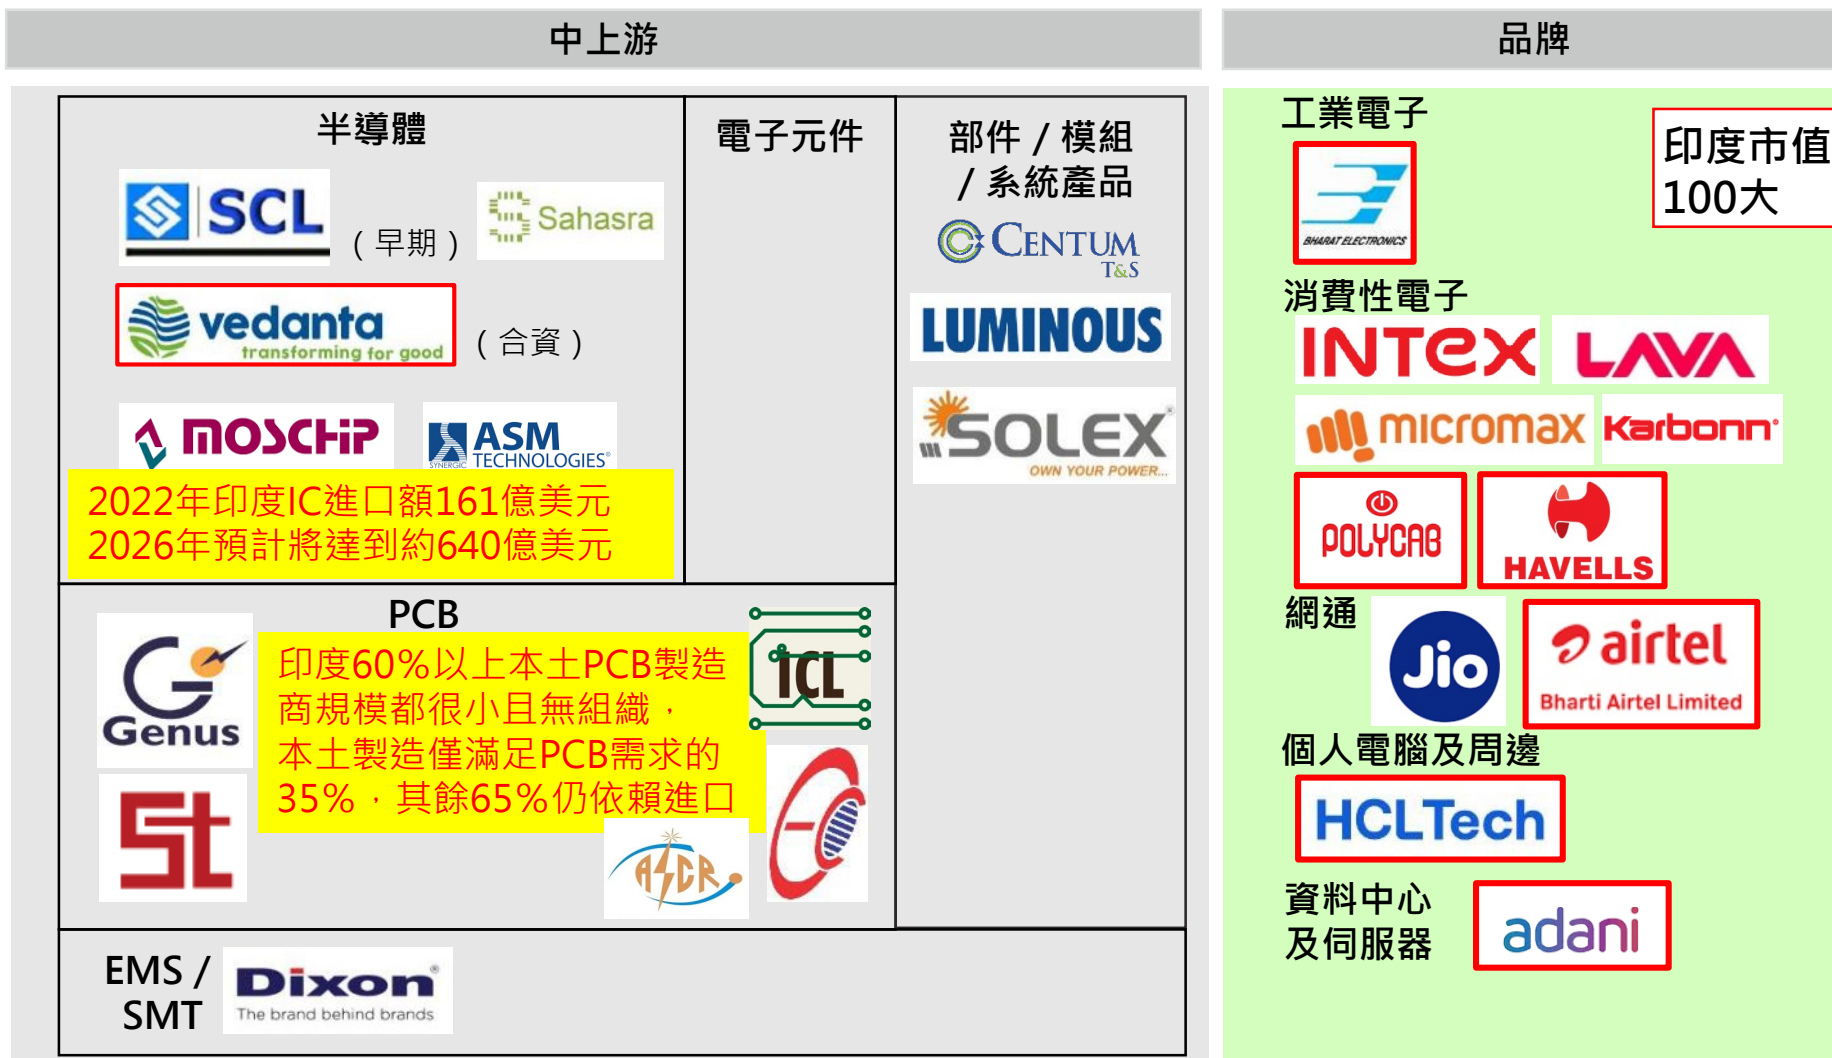 中上游
品牌
半導體
SCL
(早期)
Sahasra
vedanta
transforming for good
(合資)
MOSCHIP
ASM
SYNERGIC TECHNOLOGIES®
2022年印度IC進口額161億美元
2026年預計將達到約640億美元
電子元件
部件 / 模組
/ 系統產品
CENTUM
T&S
LUMINOUS
SOLEX®
OWN YOUR POWER...
PCB
Genus
印度60%以上本土PCB製造
商規模都很小且無組織，
本土製造僅滿足PCB需求的
35%，其餘65%仍依賴進口
ICL
St
ASCR
EMS /
SMT
Dixon®
The brand behind brands
工業電子
印度市值
100大
BHARAT ELECTRONICS
消費性電子
INTEX
LAVA
micromax
Karbonn®
POLYCAB
HAVELLS
網通
Jio
airtel
Bharti Airtel Limited
個人電腦及周邊
HCLTech
資料中心
及伺服器
adani